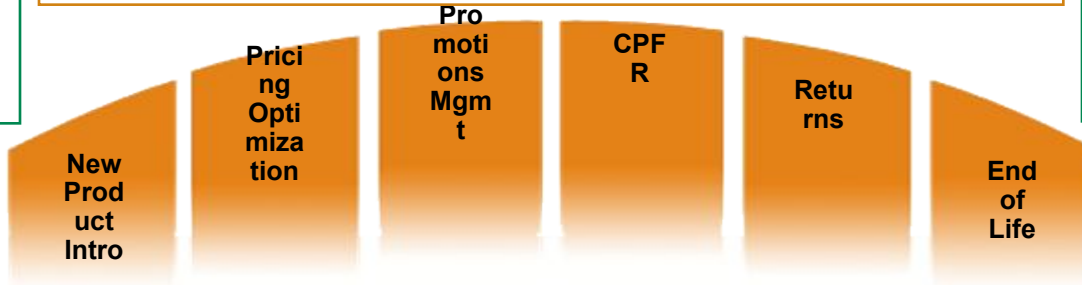 New
Prod
uct
Intro
Prici
ng
Opti
miza
tion
Pro
moti
ons
Mgm
t
CPF
R
Retu
rns
End
of
Life